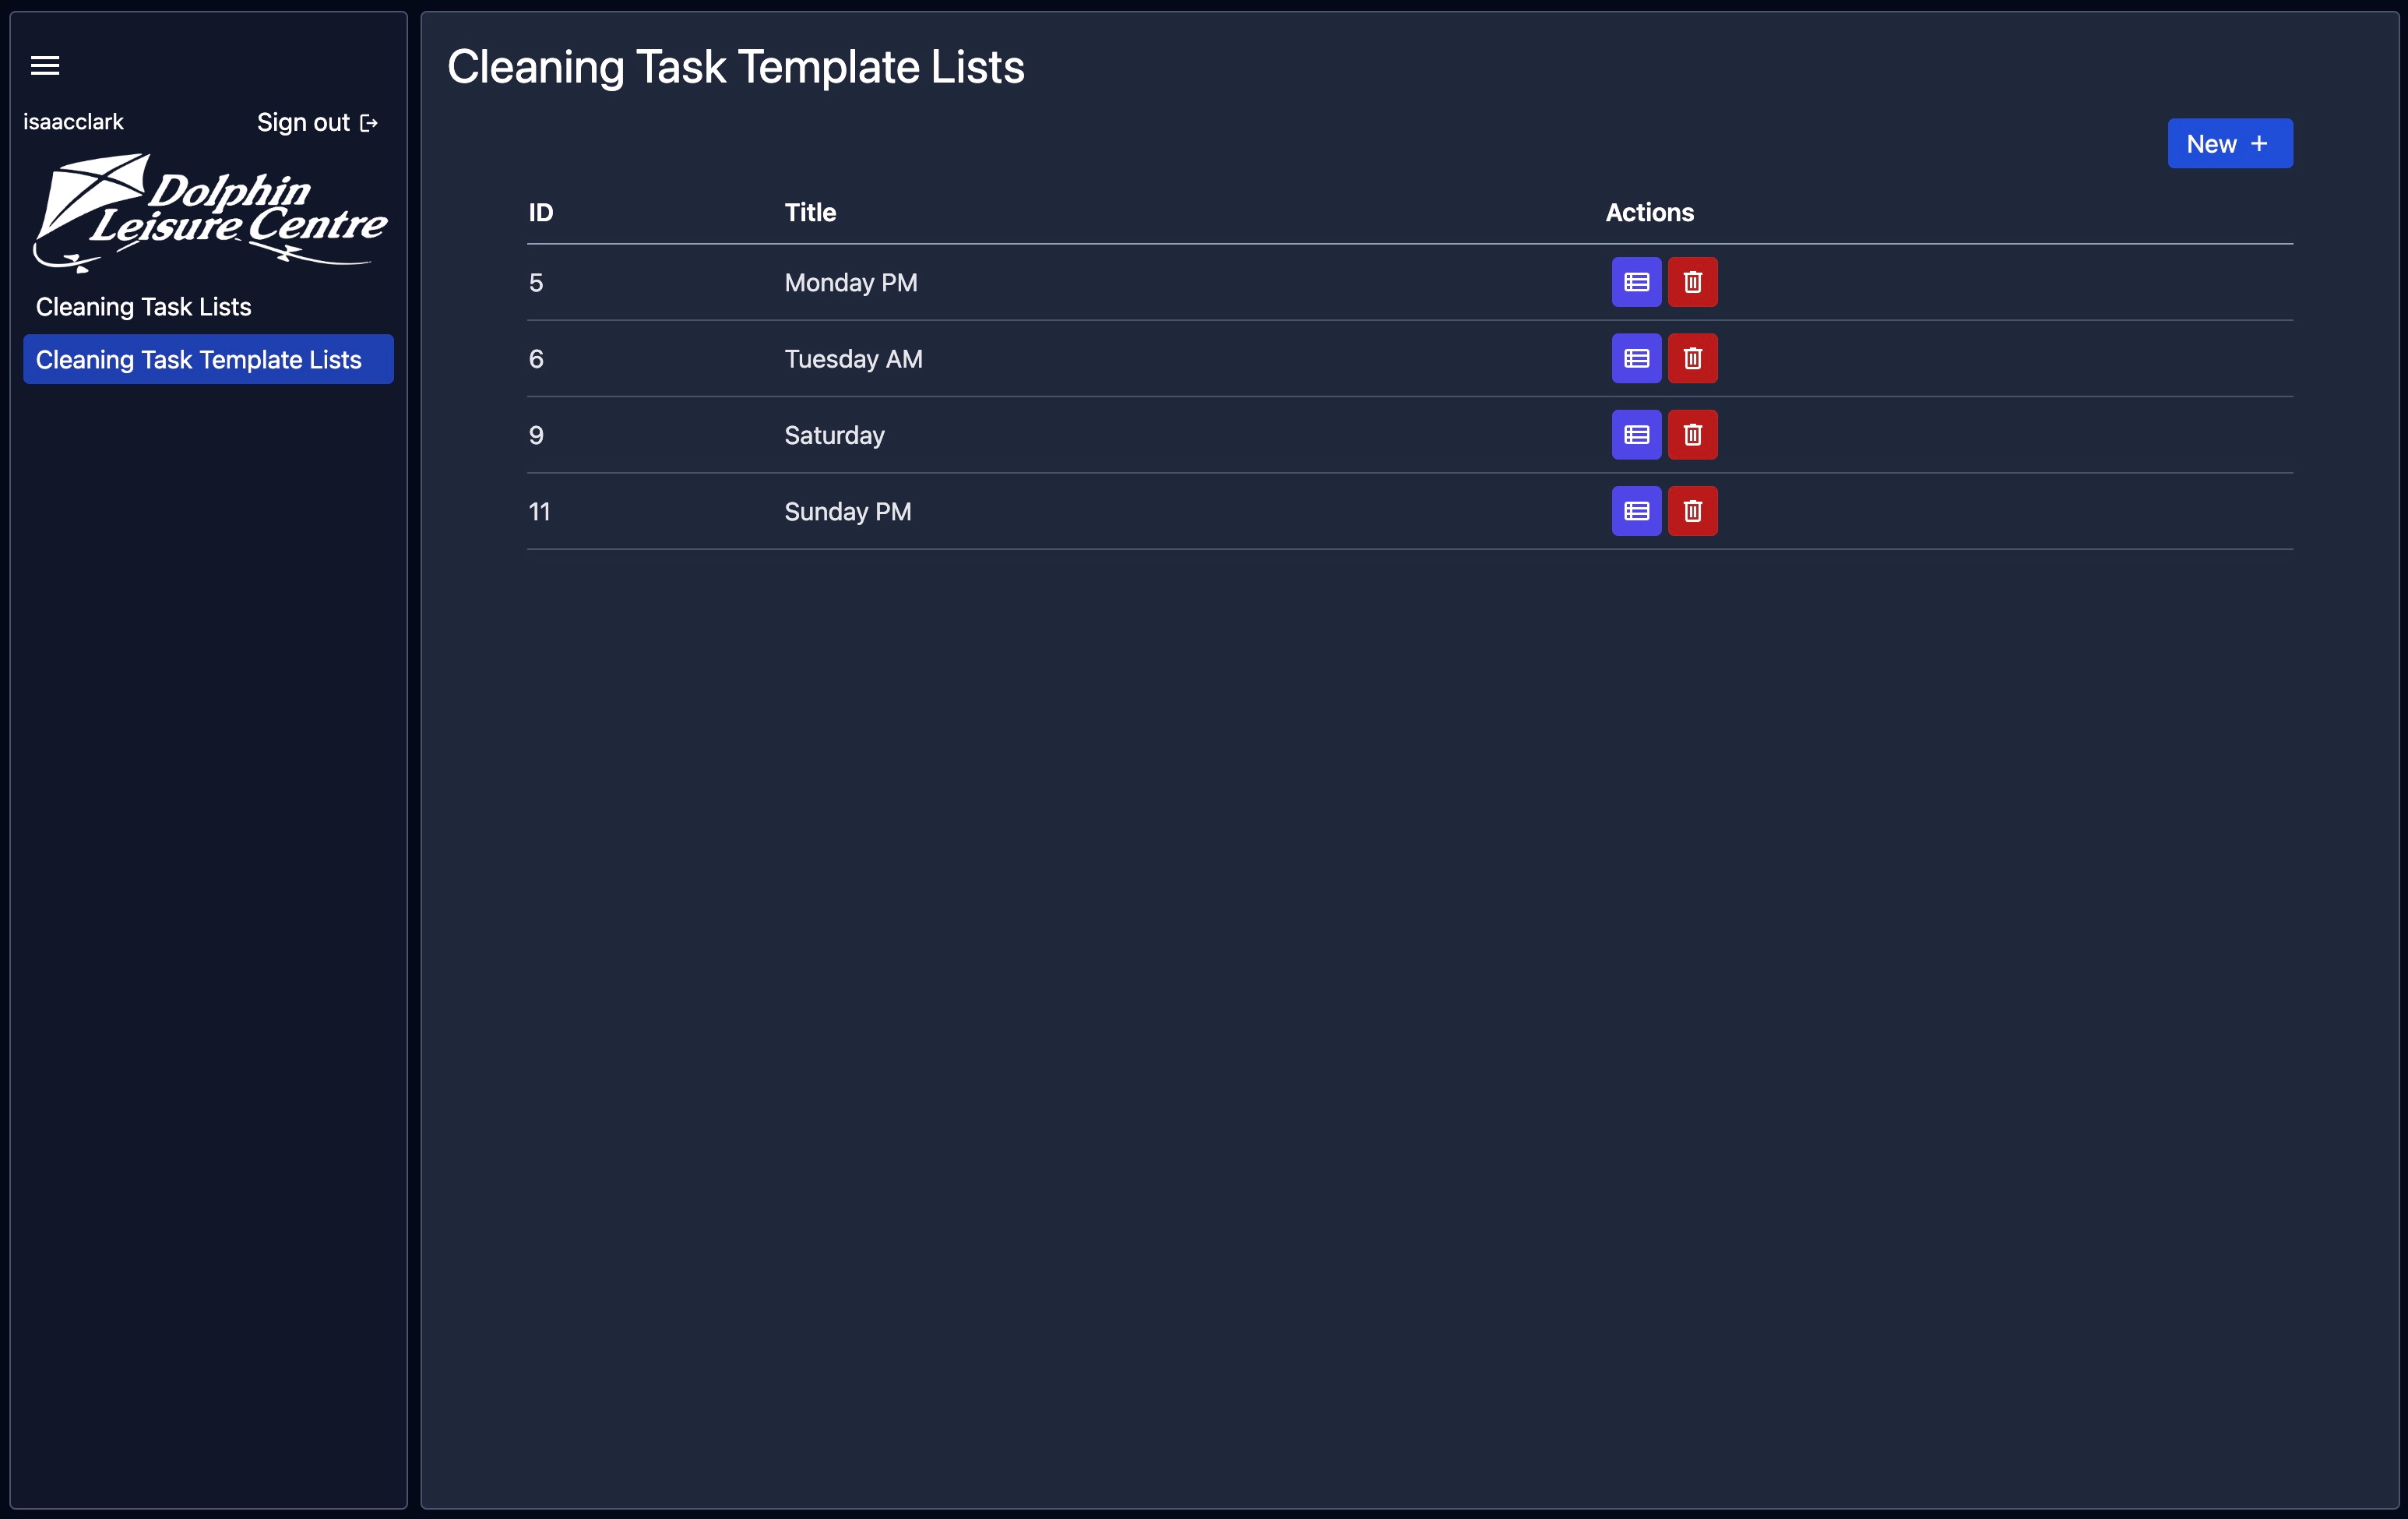 isaacclark
Sign out
Dolphin
Leisure Centre
Cleaning Task Lists
Cleaning Task Template Lists
Cleaning Task Template Lists
New +
ID Title Actions
5 Monday PM
6 Tuesday AM
9 Saturday
11 Sunday PM